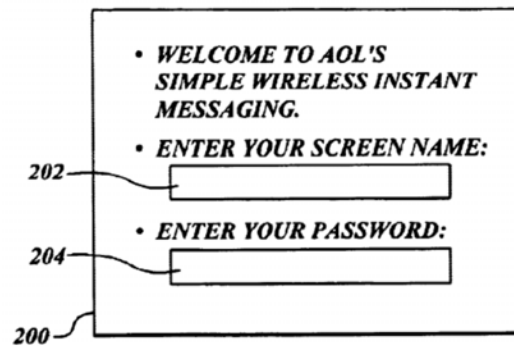 • WELCOME TO AOL'S
SIMPLE WIRELESS INSTANT
MESSAGING.
• ENTER YOUR SCREEN NAME:
202
• ENTER YOUR PASSWORD:
204
200